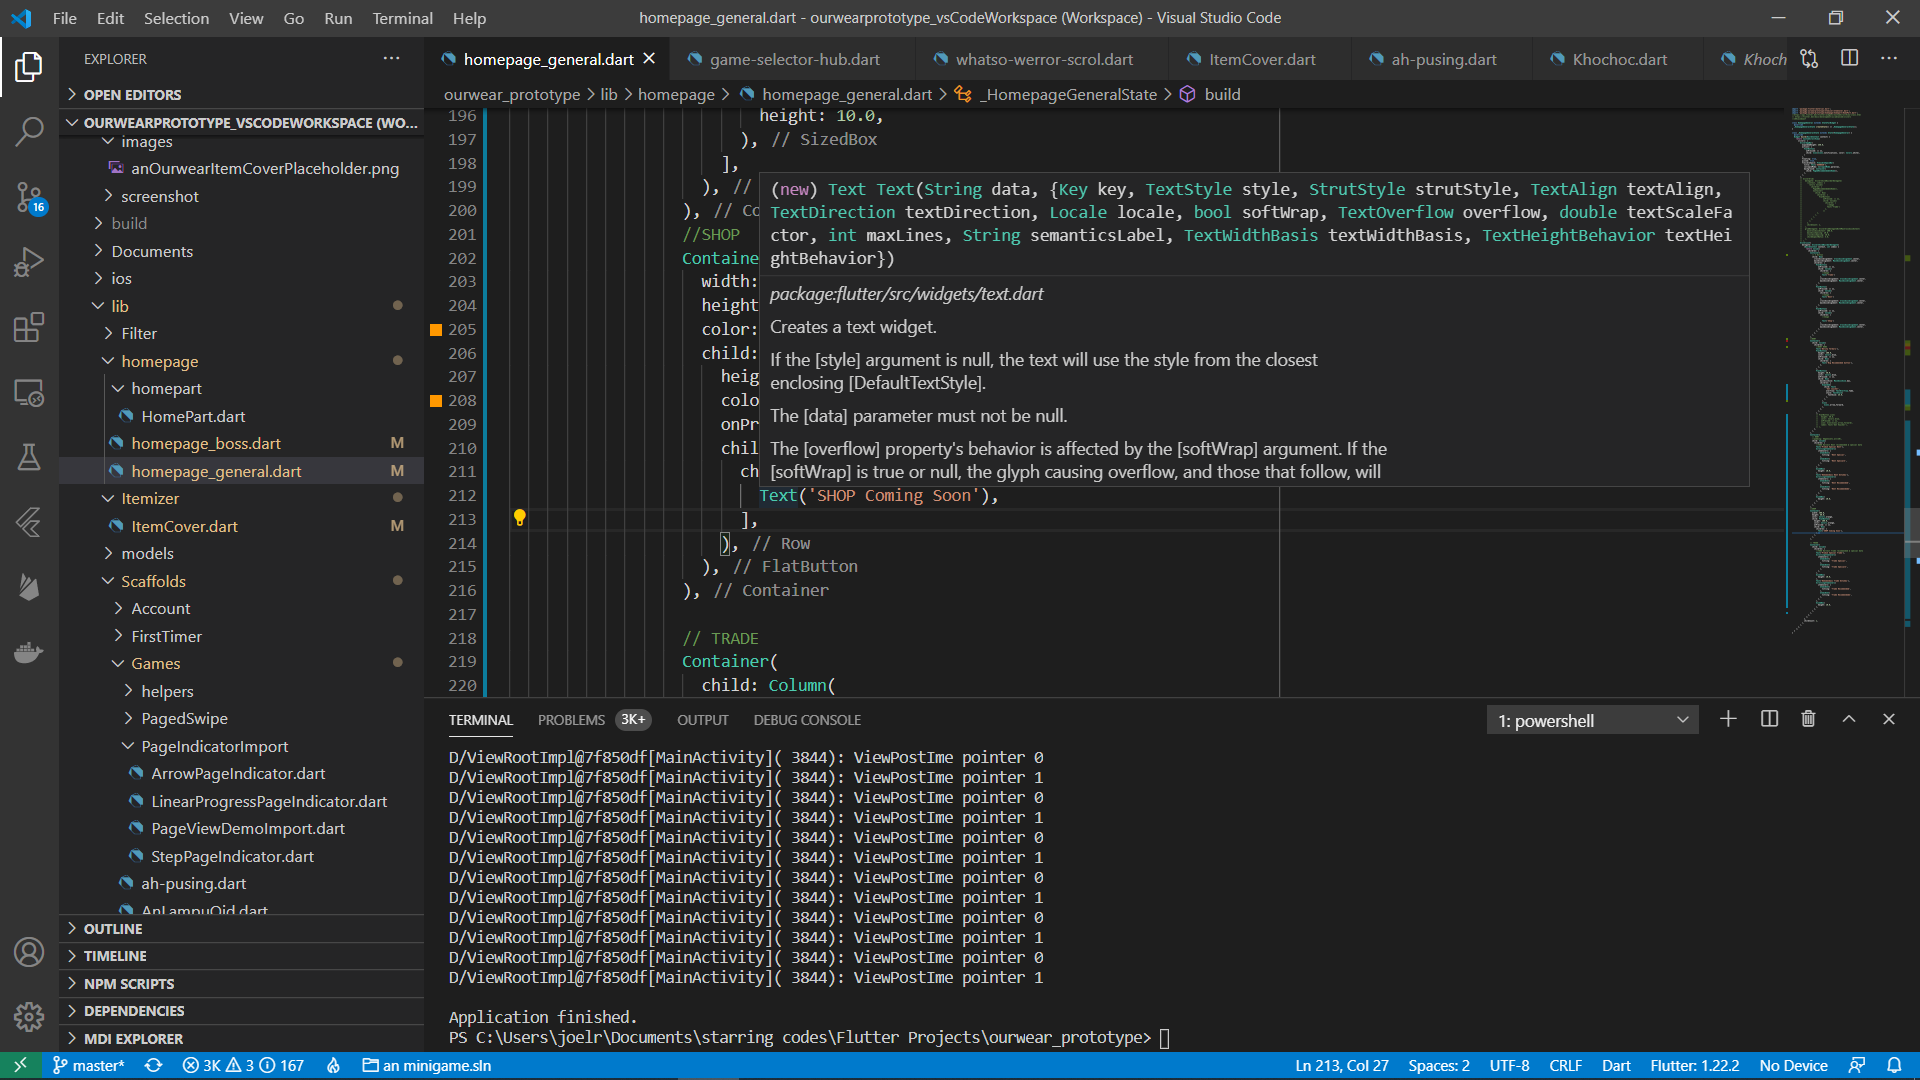 File Edit Selection View Go Run Terminal Help
homepage_general.dart - ourwearprototype_vsCodeWorkspace (Workspace) - Visual Studio Code
EXPLORER
OPEN EDITORS
OURWEARPROTOTYPE_VSCODEWORKSPACE (WO...
images
anOurwearItemCoverPlaceholder.png
screenshot
build
Documents
ios
lib
Filter
homepage
homepart
HomePart.dart
homepage_boss.dart M
homepage_general.dart M
Itemizer
ItemCover.dart M
models
Scaffolds
Account
FirstTimer
Games
helpers
PagedSwipe
PageIndicatorImport
ArrowPageIndicator.dart
LinearProgressPageIndicator.dart
PageViewDemoImport.dart
StepPageIndicator.dart
ah-pusing.dart
AnLampuOid.dart
OUTLINE
TIMELINE
NPM SCRIPTS
DEPENDENCIES
MDI EXPLORER
16
homepage_general.dart game-selector-hub.dart whatso-werror-scrol.dart ItemCover.dart ah-pusing.dart Khochoc.dart Khoch
ourwear_prototype > lib > homepage > homepage_general.dart > _HomepageGeneralState > build
196 height: 10.0,
197 ), // SizedBox
198 ],
199 ), //
200 ), // Co
201 //SHOP
202 Containe
203 width:
204 height
205 color:
206 child:
207 heig
208 colo
209 onPr
210 chil
211 ch
212 Text('SHOP Coming Soon'),
213 ],
214 ), // Row
215 ), // FlatButton
216 ), // Container
217
218 // TRADE
219 Container(
220 child: Column(
(new) Text Text(String data, {Key key, TextStyle style, StrutStyle strutStyle, TextAlign textAlign,
TextDirection textDirection, Locale locale, bool softWrap, TextOverflow overflow, double textScaleFa
ctor, int maxLines, String semanticsLabel, TextWidthBasis textWidthBasis, TextHeightBehavior textHei
ghtBehavior})
package:flutter/src/widgets/text.dart
Creates a text widget.
If the [style] argument is null, the text will use the style from the closest
enclosing [DefaultTextStyle].
The [data] parameter must not be null.
The [overflow] property's behavior is affected by the [softWrap] argument. If the
[softWrap] is true or null, the glyph causing overflow, and those that follow, will
TERMINAL PROBLEMS 3K+ OUTPUT DEBUG CONSOLE 1: powershell
D/ViewRootImpl@7f850df[MainActivity]( 3844): ViewPostIme pointer 0
D/ViewRootImpl@7f850df[MainActivity]( 3844): ViewPostIme pointer 1
D/ViewRootImpl@7f850df[MainActivity]( 3844): ViewPostIme pointer 0
D/ViewRootImpl@7f850df[MainActivity]( 3844): ViewPostIme pointer 1
D/ViewRootImpl@7f850df[MainActivity]( 3844): ViewPostIme pointer 0
D/ViewRootImpl@7f850df[MainActivity]( 3844): ViewPostIme pointer 1
D/ViewRootImpl@7f850df[MainActivity]( 3844): ViewPostIme pointer 0
D/ViewRootImpl@7f850df[MainActivity]( 3844): ViewPostIme pointer 1
D/ViewRootImpl@7f850df[MainActivity]( 3844): ViewPostIme pointer 0
D/ViewRootImpl@7f850df[MainActivity]( 3844): ViewPostIme pointer 1
D/ViewRootImpl@7f850df[MainActivity]( 3844): ViewPostIme pointer 0
D/ViewRootImpl@7f850df[MainActivity]( 3844): ViewPostIme pointer 1
Application finished.
PS C:\Users\joelr\Documents\starring codes\Flutter Projects\ourwear_prototype>
master* 3K 3 167 an minigame.sln Ln 213, Col 27 Spaces: 2 UTF-8 CRLF Dart Flutter: 1.22.2 No Device